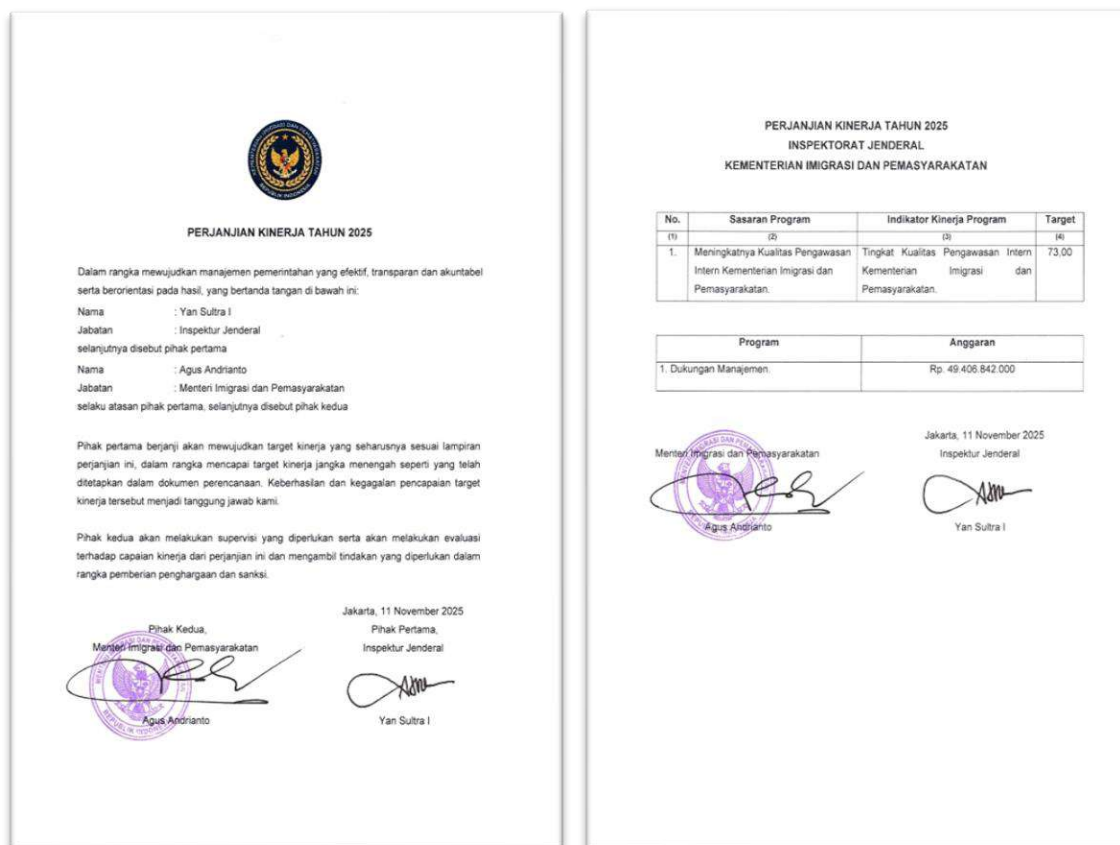 KEMENTERIAN IMIGRASI DAN PEMASYARAKATAN
REPUBLIK INDONESIA
PERJANJIAN KINERJA TAHUN 2025
Dalam rangka mewujudkan manajemen pemerintahan yang efektif, transparan dan akuntabel
serta berorientasi pada hasil, yang bertanda tangan di bawah ini:
Nama : Yan Sultra I
Jabatan : Inspektur Jenderal
selanjutnya disebut pihak pertama
Nama : Agus Andrianto
Jabatan : Menteri Imigrasi dan Pemasyarakatan
selaku atasan pihak pertama, selanjutnya disebut pihak kedua
Pihak pertama berjanji akan mewujudkan target kinerja yang seharusnya sesuai lampiran
perjanjian ini, dalam rangka mencapai target kinerja jangka menengah seperti yang telah
ditetapkan dalam dokumen perencanaan. Keberhasilan dan kegagalan pencapaian target
kinerja tersebut menjadi tanggung jawab kami.
Pihak kedua akan melakukan supervisi yang diperlukan serta akan melakukan evaluasi
terhadap capaian kinerja dari perjanjian ini dan mengambil tindakan yang diperlukan dalam
rangka pemberian penghargaan dan sanksi.
Jakarta, 11 November 2025
Pihak Kedua, Pihak Pertama,
Menteri Imigrasi dan Pemasyarakatan Inspektur Jenderal
Agus Andrianto Yan Sultra I
PERJANJIAN KINERJA TAHUN 2025
INSPEKTORAT JENDERAL
KEMENTERIAN IMIGRASI DAN PEMASYARAKATAN
No. Sasaran Program Indikator Kinerja Program Target
(1) (2) (3) (4)
1. Meningkatnya Kualitas Pengawasan Tingkat Kualitas Pengawasan Intern 73,00
Intern Kementerian Imigrasi dan Kementerian Imigrasi dan
Pemasyarakatan. Pemasyarakatan.
Program Anggaran
1. Dukungan Manajemen. Rp. 49.406.842.000
Jakarta, 11 November 2025
Menteri Imigrasi dan Pemasyarakatan Inspektur Jenderal
Agus Andrianto Yan Sultra I